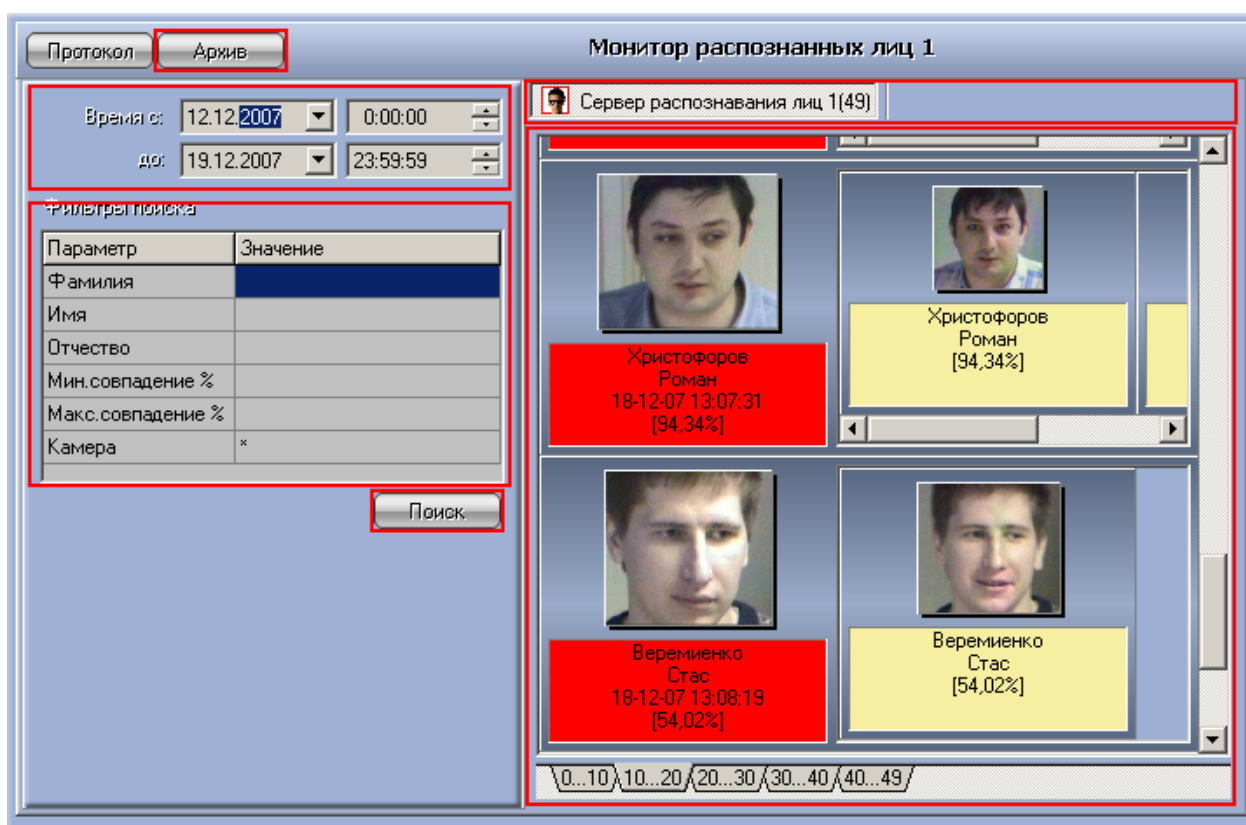 Протокол
Архив
Монитор распознанных лиц 1
Время с: 12.12.2007 0:00:00
до: 19.12.2007 23:59:59
Фильтры поиска
Параметр Значение
Фамилия
Имя
Отчество
Мин.совпадение %
Макс.совпадение %
Камера *
Поиск
Сервер распознавания лиц 1(49)
Христофоров
Роман
18-12-07 13:07:31
[94,34%]
Христофоров
Роман
[94,34%]
Веремиенко
Стас
18-12-07 13:08:19
[54,02%]
Веремиенко
Стас
[54,02%]
0...10 10...20 20...30 30...40 40...49